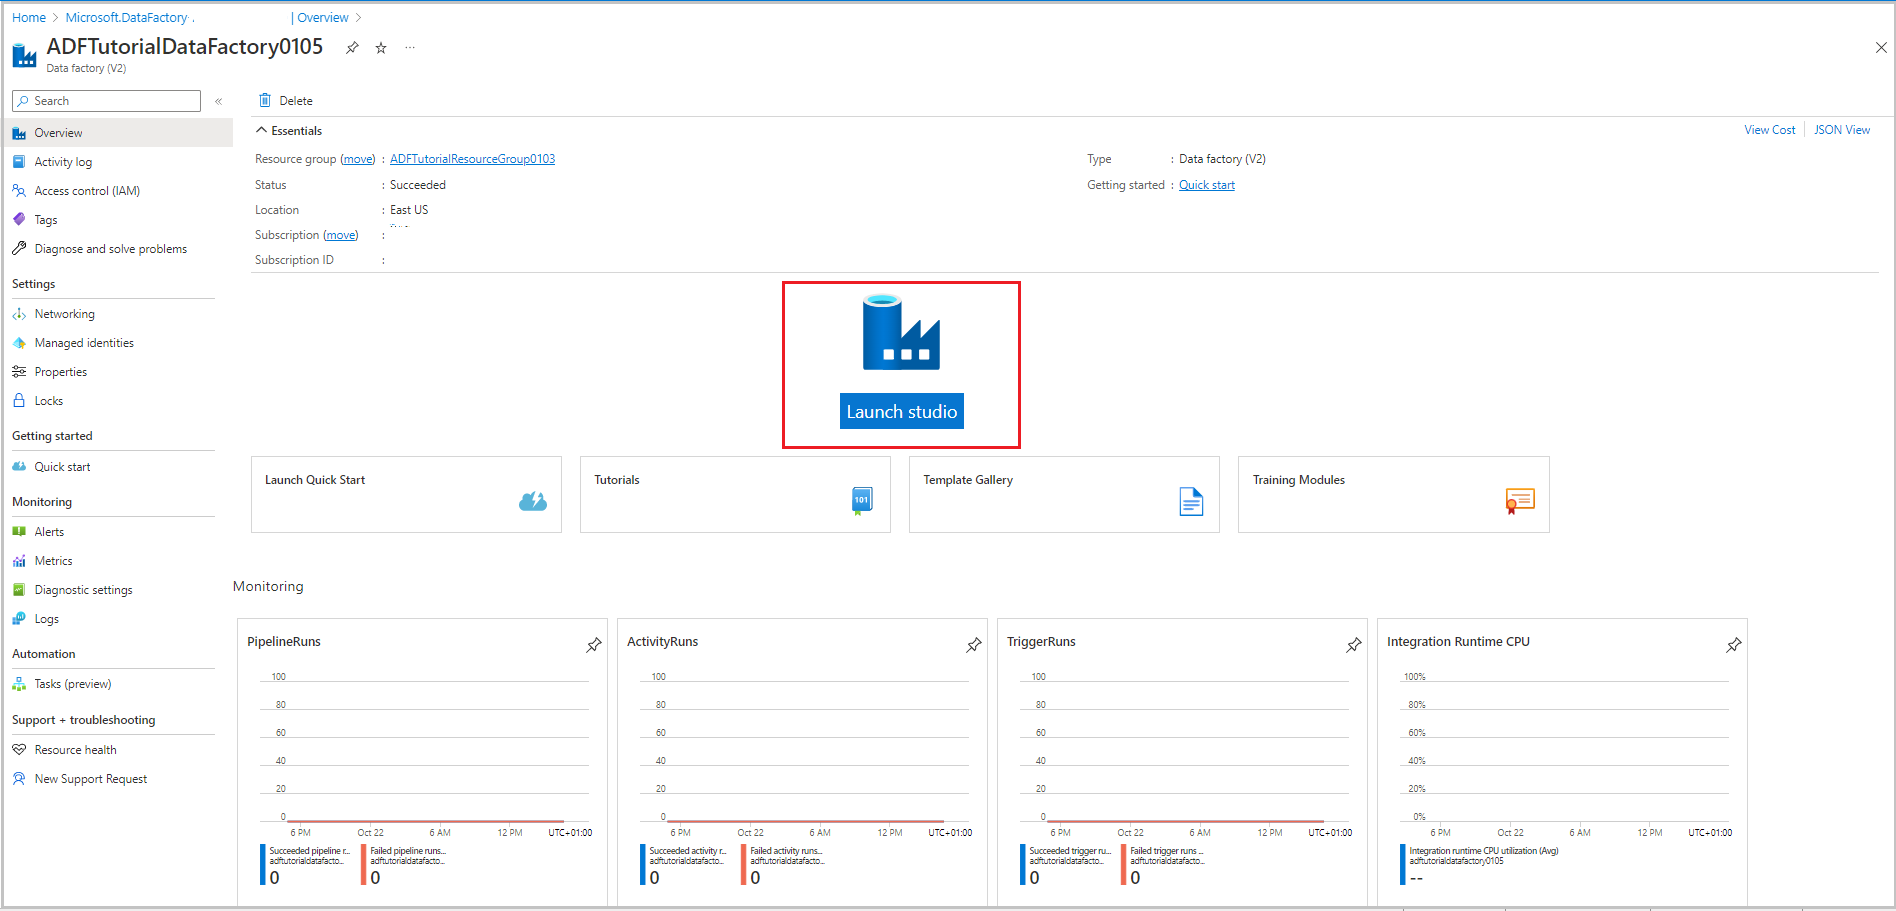 Home > Microsoft.DataFactory | Overview >
ADFTutorialDataFactory0105
Data factory (V2)
Search
Delete
Overview
Activity log
Access control (IAM)
Tags
Diagnose and solve problems
Settings
Networking
Managed identities
Properties
Locks
Getting started
Quick start
Monitoring
Alerts
Metrics
Diagnostic settings
Logs
Automation
Tasks (preview)
Support + troubleshooting
Resource health
New Support Request
Essentials
View Cost
JSON View
Resource group (move) : ADFTutorialResourceGroup0103
Status : Succeeded
Location : East US
Subscription (move) :
Subscription ID :
Type : Data factory (V2)
Getting started : Quick start
Launch studio
Launch Quick Start
Tutorials
101
Template Gallery
Training Modules
Monitoring
PipelineRuns
100
80
60
40
20
0
6 PM Oct 22 6 AM 12 PM UTC+01:00
Succeeded pipeline r...
adftutorialdatafacto...
0
Failed pipeline runs...
adftutorialdatafacto...
0
ActivityRuns
100
80
60
40
20
0
6 PM Oct 22 6 AM 12 PM UTC+01:00
Succeeded activity r...
adftutorialdatafacto...
0
Failed activity runs...
adftutorialdatafacto...
0
TriggerRuns
100
80
60
40
20
0
6 PM Oct 22 6 AM 12 PM UTC+01:00
Succeeded trigger ru...
adftutorialdatafacto...
0
Failed trigger runs ...
adftutorialdatafacto...
0
Integration Runtime CPU
100%
80%
60%
40%
20%
0%
6 PM Oct 22 6 AM 12 PM UTC+01:00
Integration runtime CPU utilization (Avg)
adftutorialdatafactory0105
--